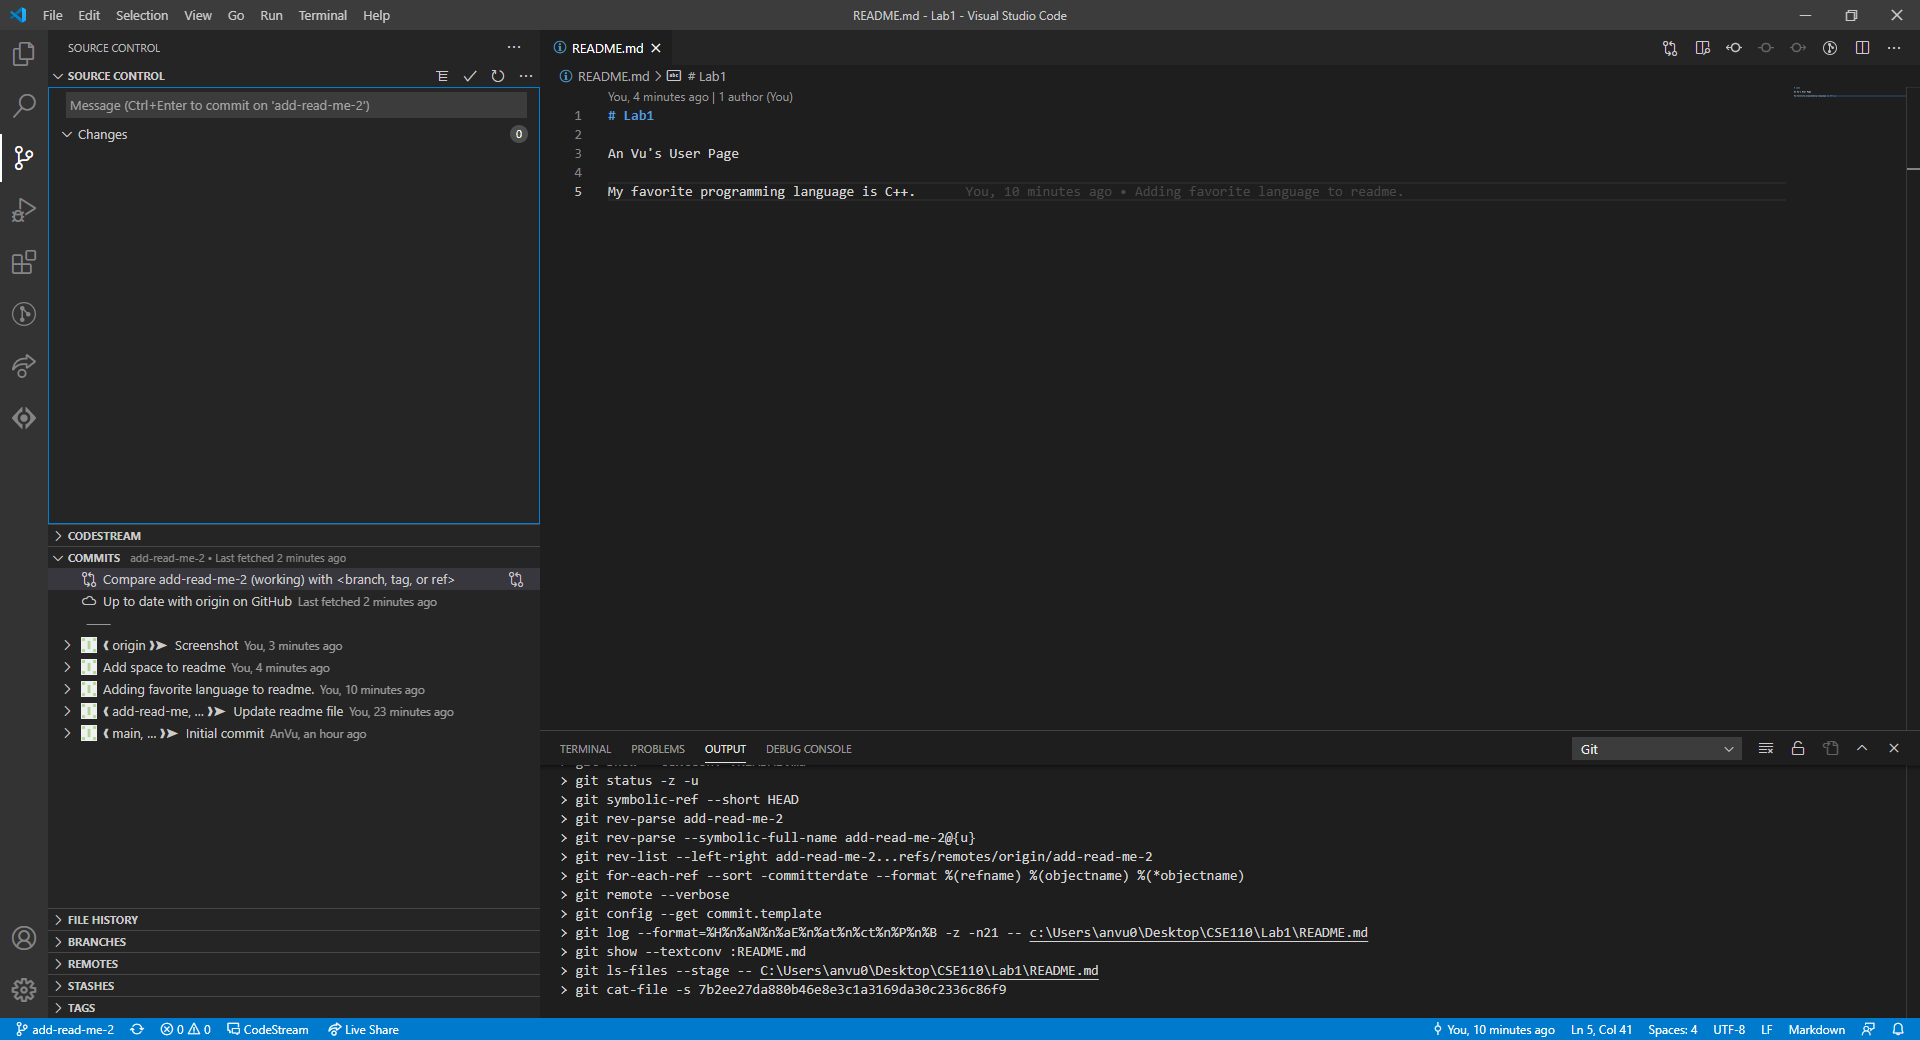 File Edit Selection View Go Run Terminal Help
README.md - Lab1 - Visual Studio Code
SOURCE CONTROL
SOURCE CONTROL
Message (Ctrl+Enter to commit on 'add-read-me-2')
Changes 0
CODESTREAM
COMMITS add-read-me-2 • Last fetched 2 minutes ago
Compare add-read-me-2 (working) with <branch, tag, or ref>
Up to date with origin on GitHub Last fetched 2 minutes ago
❨ origin ❩➤ Screenshot You, 3 minutes ago
Add space to readme You, 4 minutes ago
Adding favorite language to readme. You, 10 minutes ago
❨ add-read-me, ... ❩➤ Update readme file You, 23 minutes ago
❨ main, ... ❩➤ Initial commit AnVu, an hour ago
FILE HISTORY
BRANCHES
REMOTES
STASHES
TAGS
README.md
README.md > # Lab1
You, 4 minutes ago | 1 author (You)
1 # Lab1
2
3 An Vu's User Page
4
5 My favorite programming language is C++. You, 10 minutes ago • Adding favorite language to readme.
TERMINAL PROBLEMS OUTPUT DEBUG CONSOLE
Git
> git status -z -u
> git symbolic-ref --short HEAD
> git rev-parse add-read-me-2
> git rev-parse --symbolic-full-name add-read-me-2@{u}
> git rev-list --left-right add-read-me-2...refs/remotes/origin/add-read-me-2
> git for-each-ref --sort -committerdate --format %(refname) %(objectname) %(*objectname)
> git remote --verbose
> git config --get commit.template
> git log --format=%H%n%aN%n%aE%n%at%n%ct%n%P%n%B -z -n21 -- c:\Users\anvu0\Desktop\CSE110\Lab1\README.md
> git show --textconv :README.md
> git ls-files --stage -- C:\Users\anvu0\Desktop\CSE110\Lab1\README.md
> git cat-file -s 7b2ee27da880b46e8e3c1a3169da30c2336c86f9
add-read-me-2 0 0 CodeStream Live Share
You, 10 minutes ago Ln 5, Col 41 Spaces: 4 UTF-8 LF Markdown